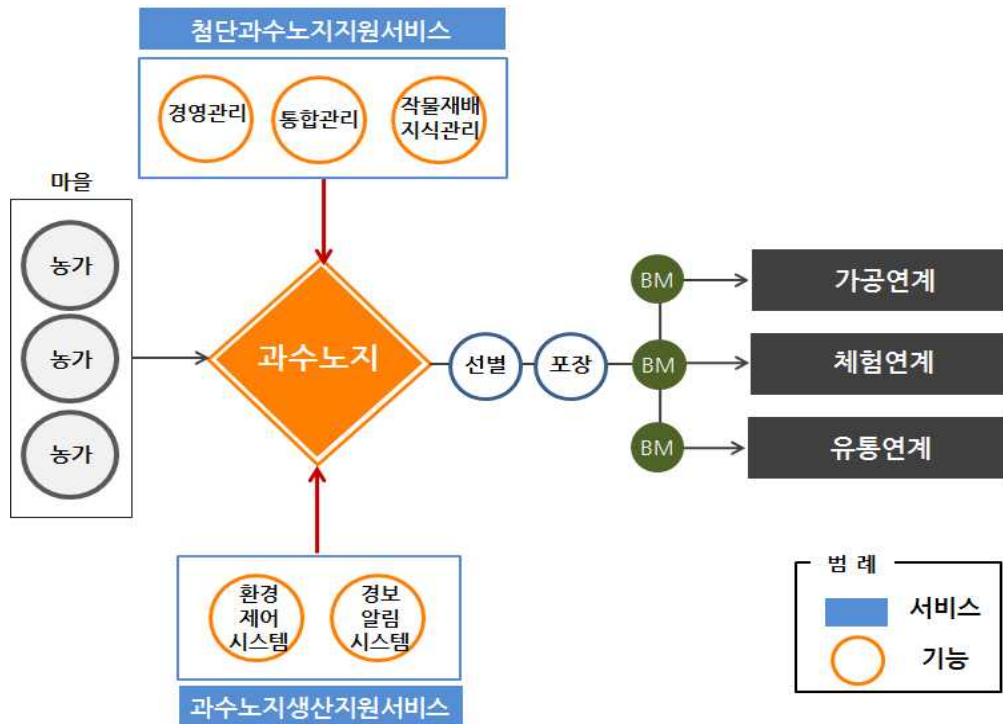 첨단과수노지지원서비스
경영관리
통합관리
작물재배
지식관리
마을
농가
농가
농가
과수노지
선별
포장
BM
BM
BM
가공연계
체험연계
유통연계
환경
제어
시스템
경보
알림
시스템
과수노지생산지원서비스
범 례
서비스
기능